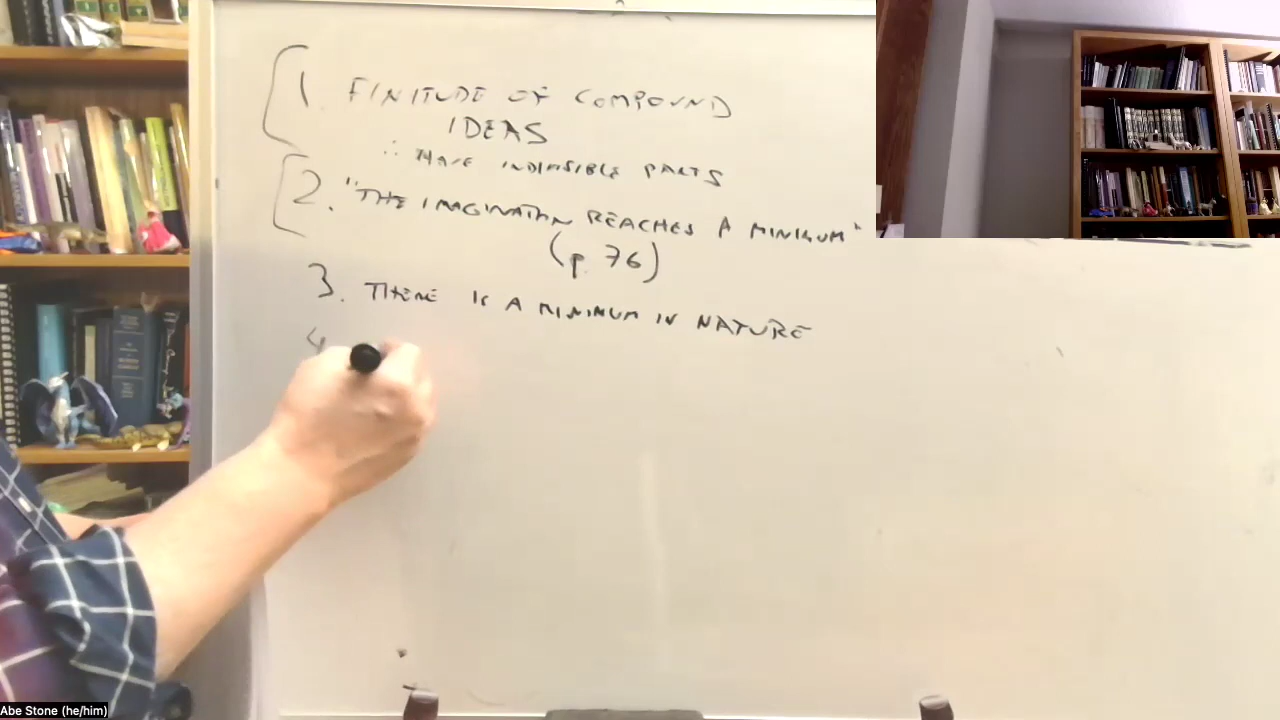 1. FINITUDE OF COMPOUND
IDEAS
∴ HAVE INDIVISIBLE PARTS
2. "THE IMAGINATION REACHES A MINIMUM"
(p. 76)
3. THERE IS A MINIMUM IN NATURE
4
Abe Stone (he/him)